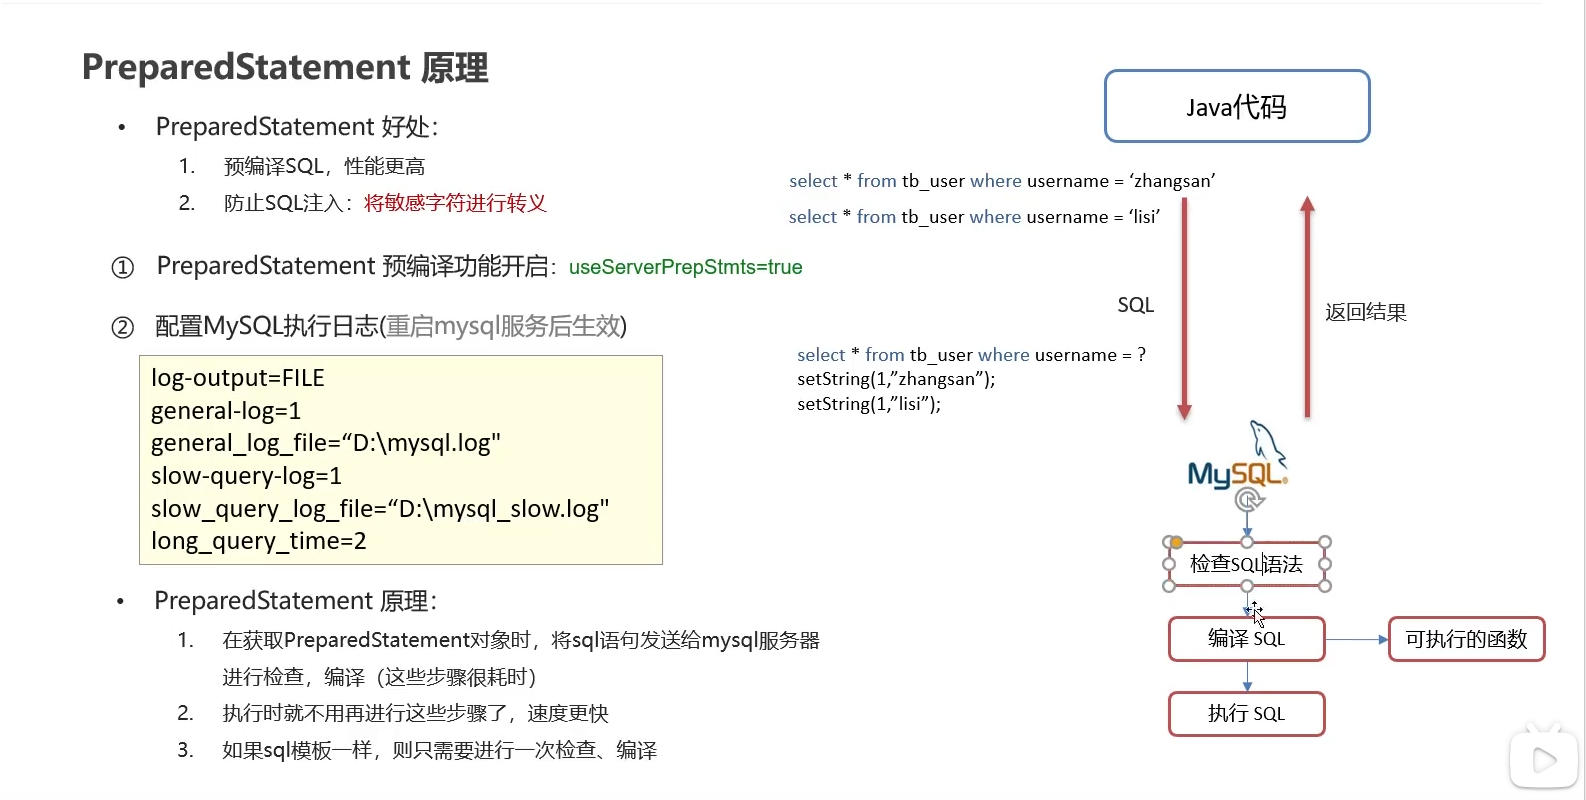 PreparedStatement 原理
• PreparedStatement 好处：
1. 预编译SQL，性能更高
2. 防止SQL注入：将敏感字符进行转义
① PreparedStatement 预编译功能开启：useServerPrepStmts=true
② 配置MySQL执行日志(重启mysql服务后生效)
log-output=FILE
general-log=1
general_log_file=“D:\mysql.log"
slow-query-log=1
slow_query_log_file=“D:\mysql_slow.log"
long_query_time=2
• PreparedStatement 原理：
1. 在获取PreparedStatement对象时，将sql语句发送给mysql服务器
进行检查，编译（这些步骤很耗时）
2. 执行时就不用再进行这些步骤了，速度更快
3. 如果sql模板一样，则只需要进行一次检查、编译
Java代码
select * from tb_user where username = ‘zhangsan’
select * from tb_user where username = ‘lisi’
SQL
返回结果
select * from tb_user where username = ?
setString(1,”zhangsan”);
setString(1,”lisi”);
MySQL®
检查SQL语法
编译 SQL
可执行的函数
执行 SQL